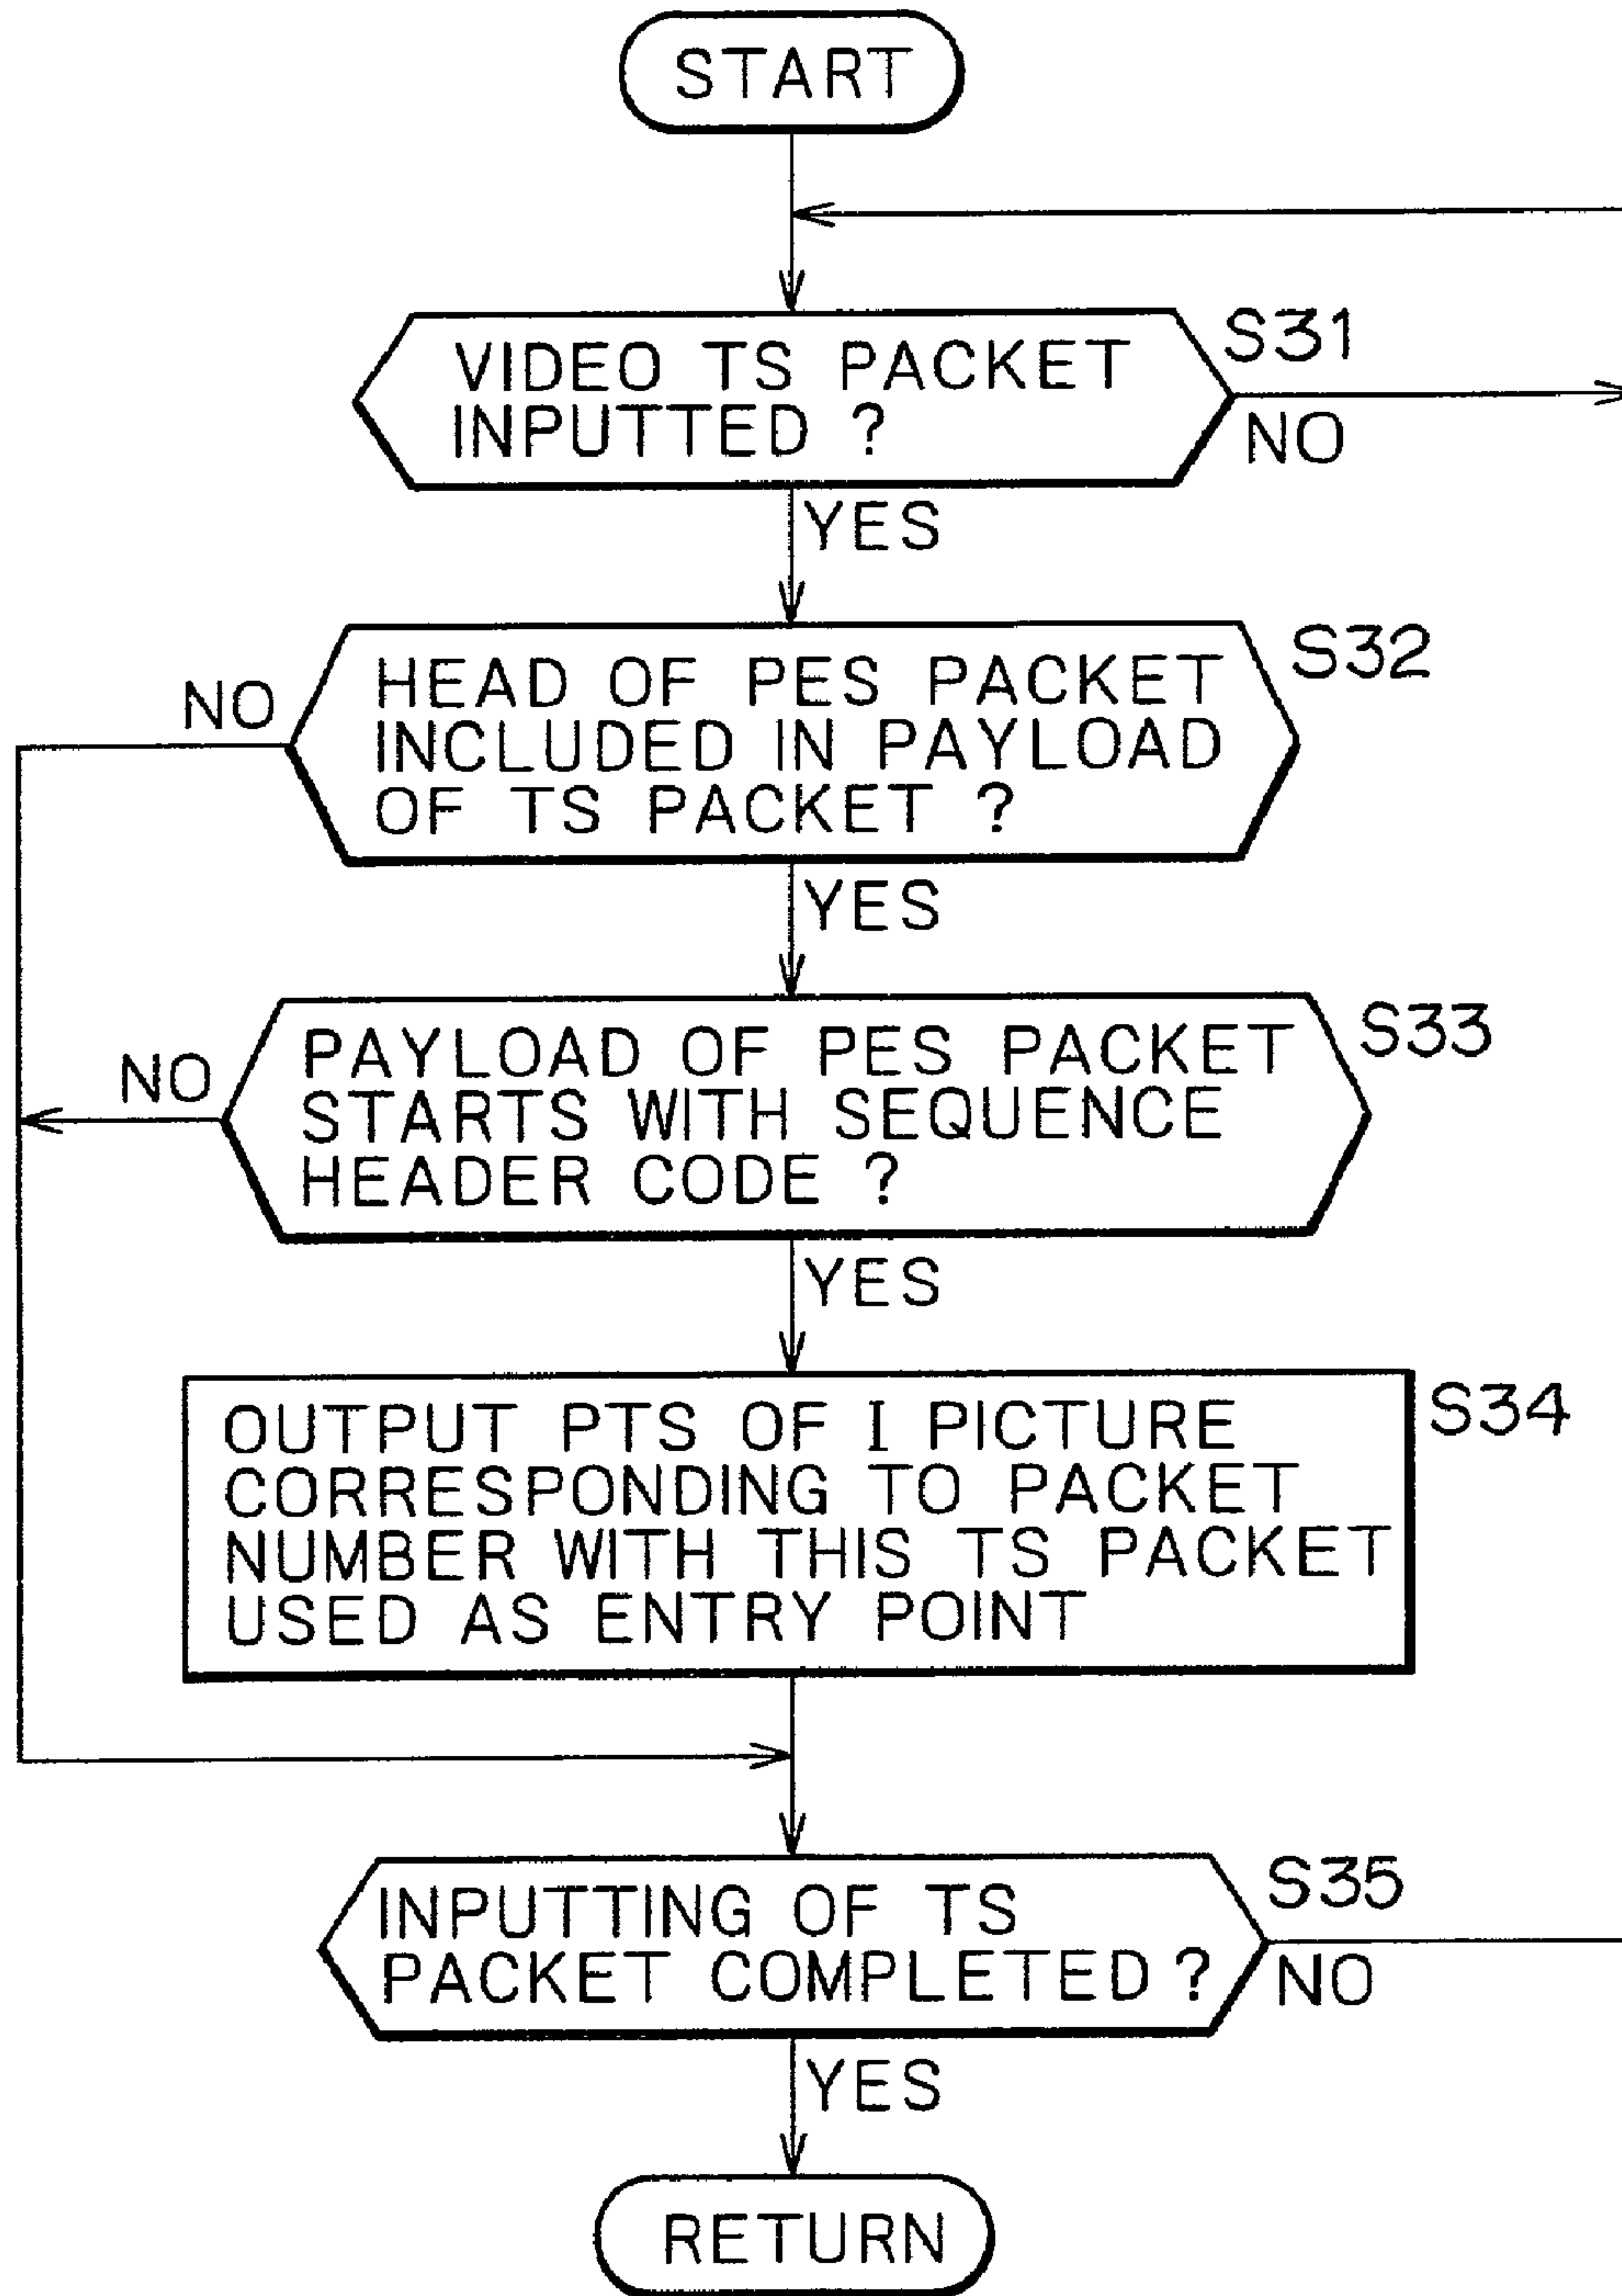 START
S31
VIDEO TS PACKET
INPUTTED ?
NO
YES
S32
NO
HEAD OF PES PACKET
INCLUDED IN PAYLOAD
OF TS PACKET ?
YES
S33
NO
PAYLOAD OF PES PACKET
STARTS WITH SEQUENCE
HEADER CODE ?
YES
S34
OUTPUT PTS OF I PICTURE
CORRESPONDING TO PACKET
NUMBER WITH THIS TS PACKET
USED AS ENTRY POINT
S35
INPUTTING OF TS
PACKET COMPLETED ?
NO
YES
RETURN